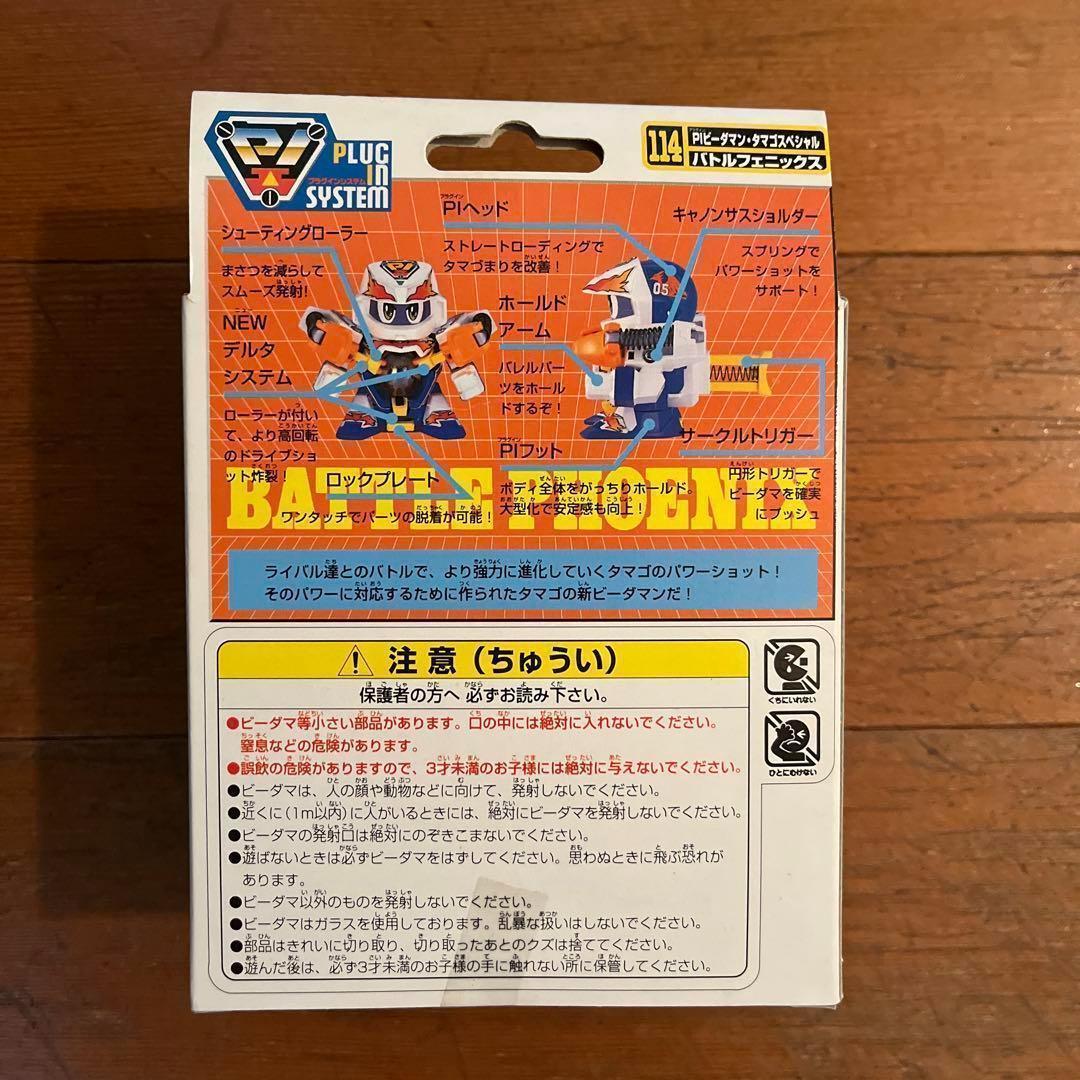 PI
PLUG
IN
SYSTEM
プラグインシステム
114
PIビーダマン・タマゴスペシャル
バトルフェニックス
シューティングローラー
まさつを減らして
スムーズ発射!
NEW
デルタ
システム
ローラーが付い
て、より高回転
のドライブショ
ット炸裂!
ロックプレート
ワンタッチでパーツの脱着が可能!
PIヘッド
ストレートローディングで
タマづまりを改善!
ホールド
アーム
バレルパー
ツをホール
ドするぞ!
PIフット
ボディ全体をがっちりホールド。
大型化で安定感も向上!
キャノンサスショルダー
スプリングで
パワーショットを
サポート!
05
サークルトリガー
円形トリガーで
ビーダマを確実
にプッシュ
BATTLE PHOENIX
ライバル達とのバトルで、より強力に進化していくタマゴのパワーショット!
そのパワーに対応するために作られたタマゴの新ビーダマンだ!
注意(ちゅうい)
保護者の方へ 必ずお読み下さい。
●ビーダマ等小さい部品があります。口の中には絶対に入れないでください。
窒息などの危険があります。
●誤飲の危険がありますので、3才未満のお子様には絶対に与えないでください。
●ビーダマは、人の顔や動物などに向けて、発射しないでください。
●近くに(1m以内)に人がいるときには、絶対にビーダマを発射しないでください。
●ビーダマの発射口は絶対にのぞきこまないでください。
●遊ばないときは必ずビーダマをはずしてください。思わぬときに飛ぶ恐れが
あります。
●ビーダマ以外のものを発射しないでください。
●ビーダマはガラスを使用しております。乱暴な扱いはしないでください。
●部品はきれいに切り取り、切り取ったあとのクズは捨ててください。
●遊んだ後は、必ず3才未満のお子様の手に触れない所に保管してください。
くちにいれない
ひとにむけない